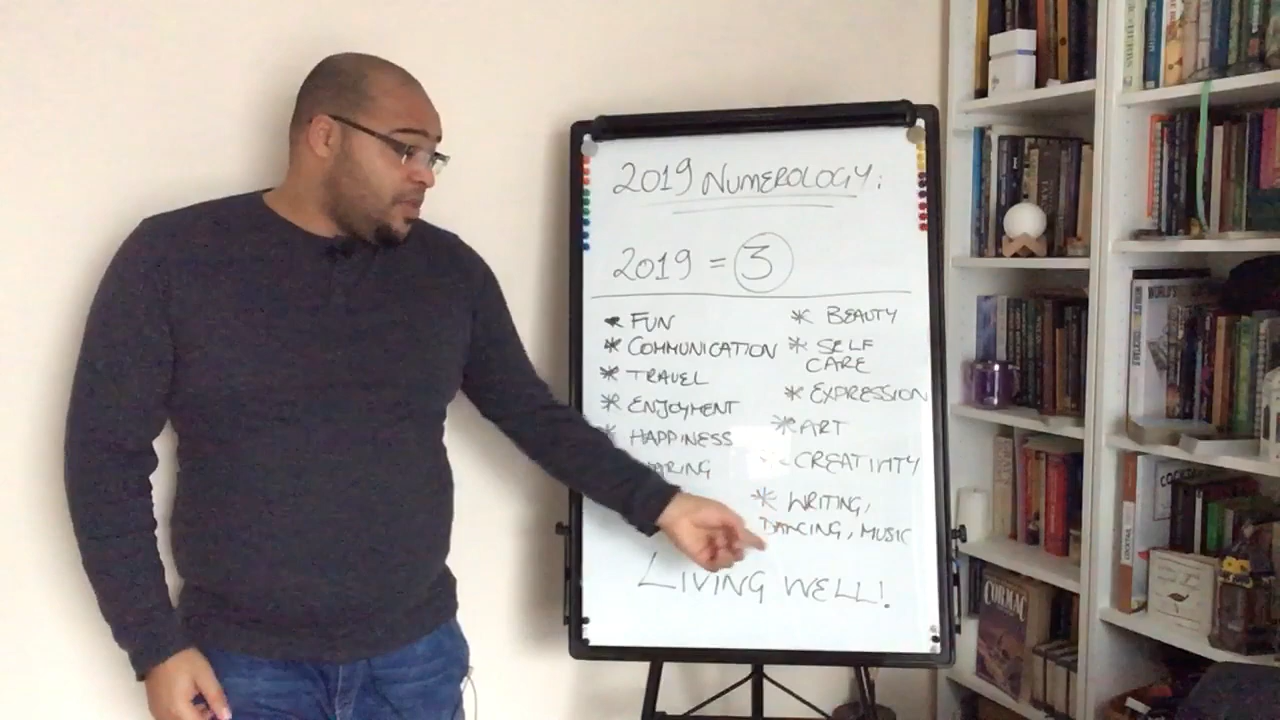 2019 NUMEROLOGY:
2019 = 3
* FUN
* COMMUNICATION
* TRAVEL
* ENJOYMENT
* HAPPINESS
* BEAUTY
* SELF
CARE
* EXPRESSION
* ART
* CREATIVITY
* WRITING,
DANCING, MUSIC
LIVING WELL!
CORMAC